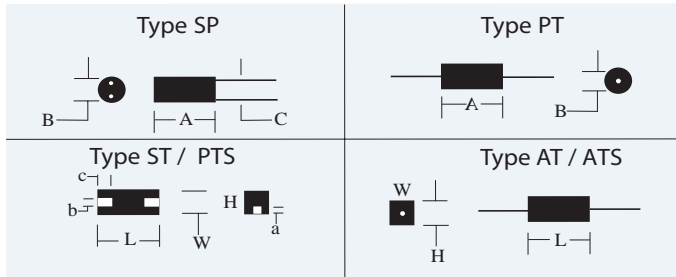 Type SP
B
A
C
Type PT
A
B
Type ST / PTS
c
b
L
W
H
a
Type AT / ATS
W
H
L